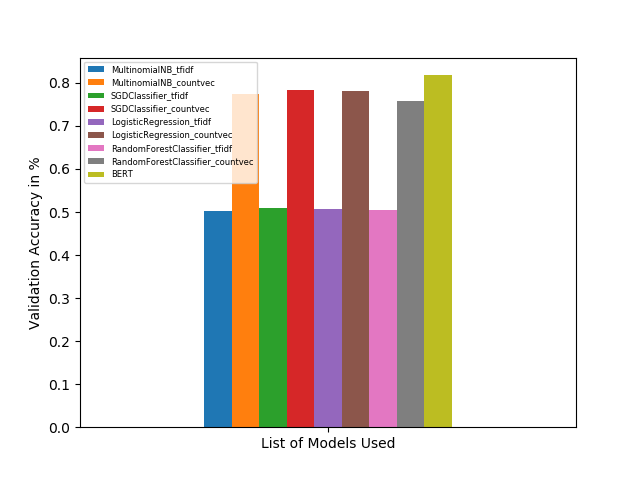 MultinomialNB_tfidf
MultinomialNB_countvec
SGDClassifier_tfidf
SGDClassifier_countvec
LogisticRegression_tfidf
LogisticRegression_countvec
RandomForestClassifier_tfidf
RandomForestClassifier_countvec
BERT
0.8
0.7
0.6
0.5
0.4
0.3
0.2
0.1
0.0
Validation Accuracy in %
List of Models Used